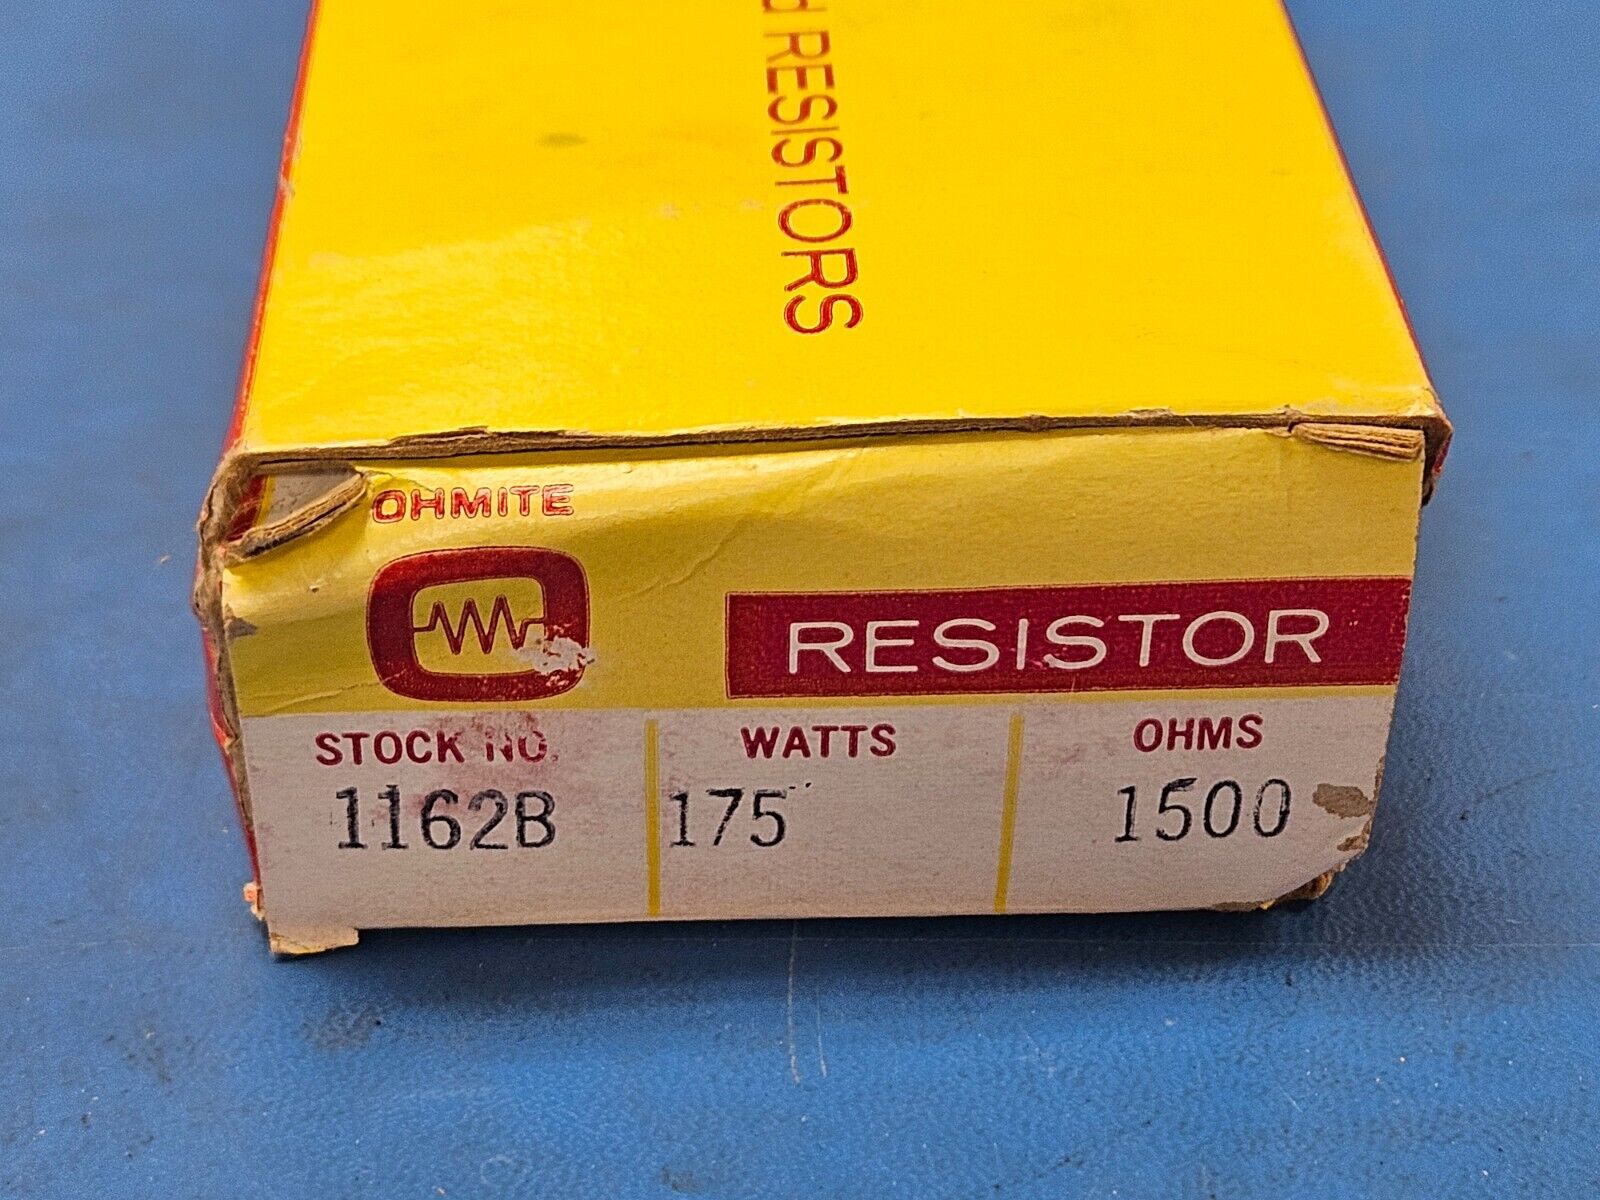 RESISTORS
OHMITE
RESISTOR
STOCK NO. WATTS OHMS
1162B 175 1500